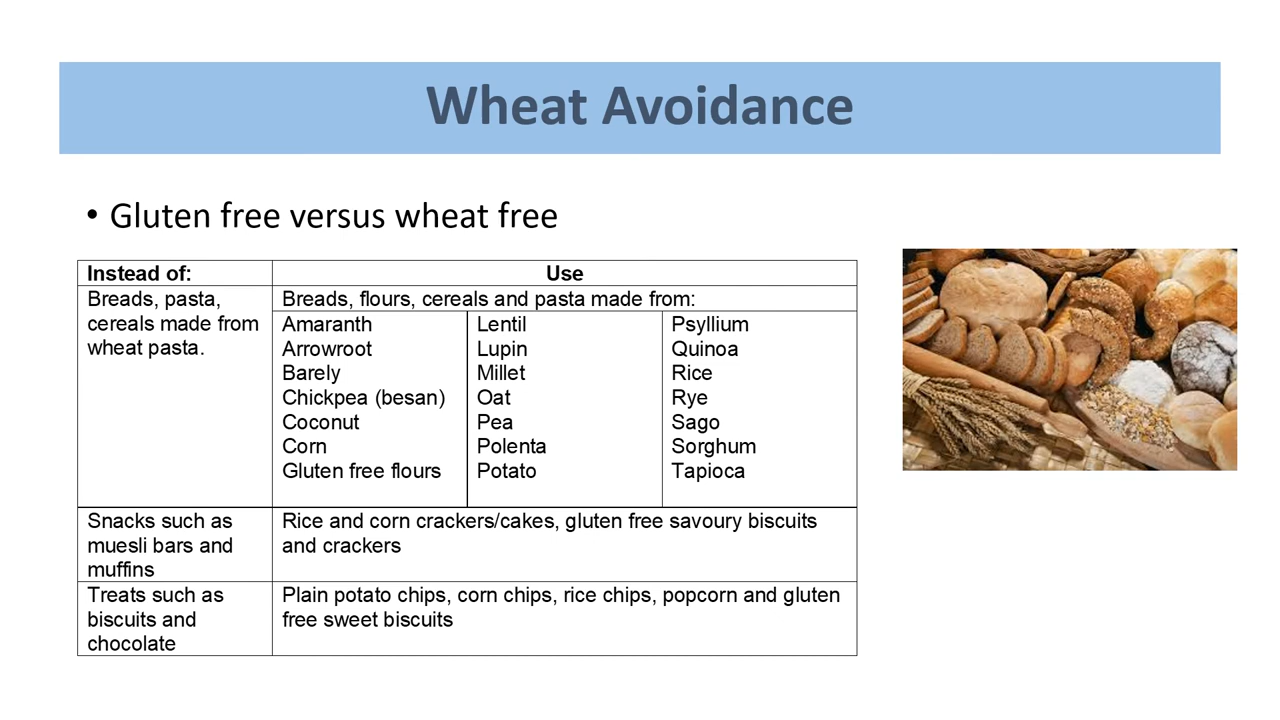 Wheat Avoidance
• Gluten free versus wheat free
Instead of:
Use
Breads, pasta,
cereals made from
wheat pasta.
Breads, flours, cereals and pasta made from:
Amaranth
Arrowroot
Barely
Chickpea (besan)
Coconut
Corn
Gluten free flours
Lentil
Lupin
Millet
Oat
Pea
Polenta
Potato
Psyllium
Quinoa
Rice
Rye
Sago
Sorghum
Tapioca
Snacks such as
muesli bars and
muffins
Rice and corn crackers/cakes, gluten free savoury biscuits
and crackers
Treats such as
biscuits and
chocolate
Plain potato chips, corn chips, rice chips, popcorn and gluten
free sweet biscuits